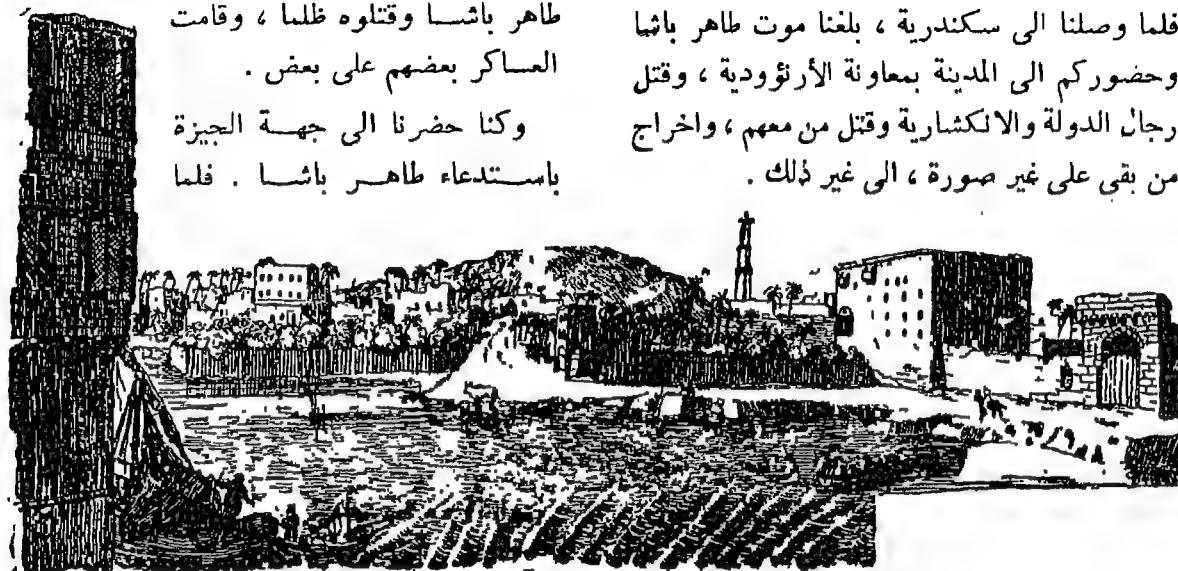 فلما وصلنا الى سكندرية ، بلغنا موت طاهر باشا
وحضوركم الى المدينة بمعاونة الأرنؤودية ، وقتل
رجال الدولة والانكشارية وقتل من معهم ، واخراج
من بقى على غير صورة ، الى غير ذلك .
طاهر باشا وقتلوه ظلما ، وقامت
العساكر بعضهم على بعض .
وكنا حضرنا الى جهة الجيزة
باستدعاء طاهر باشا . فلما